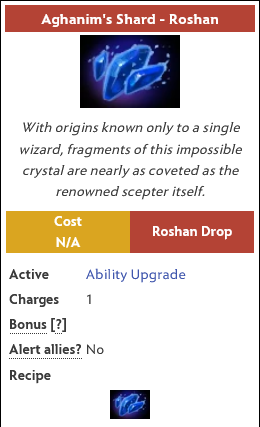 Aghanim's Shard - Roshan
With origins known only to a single
wizard, fragments of this impossible
crystal are nearly as coveted as the
renowned scepter itself.
Cost
N/A
Roshan Drop
Active Ability Upgrade
Charges 1
Bonus [?]
Alert allies? No
Recipe